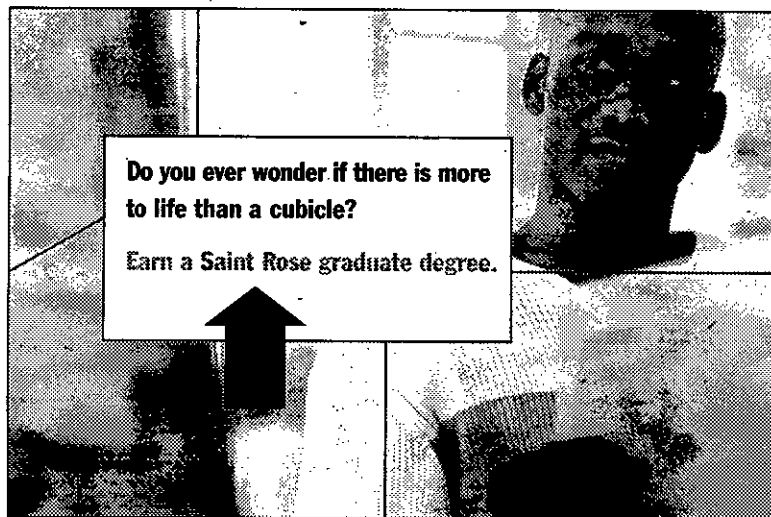 Do you ever wonder if there is more
to life than a cubicle?
Earn a Saint Rose graduate degree.